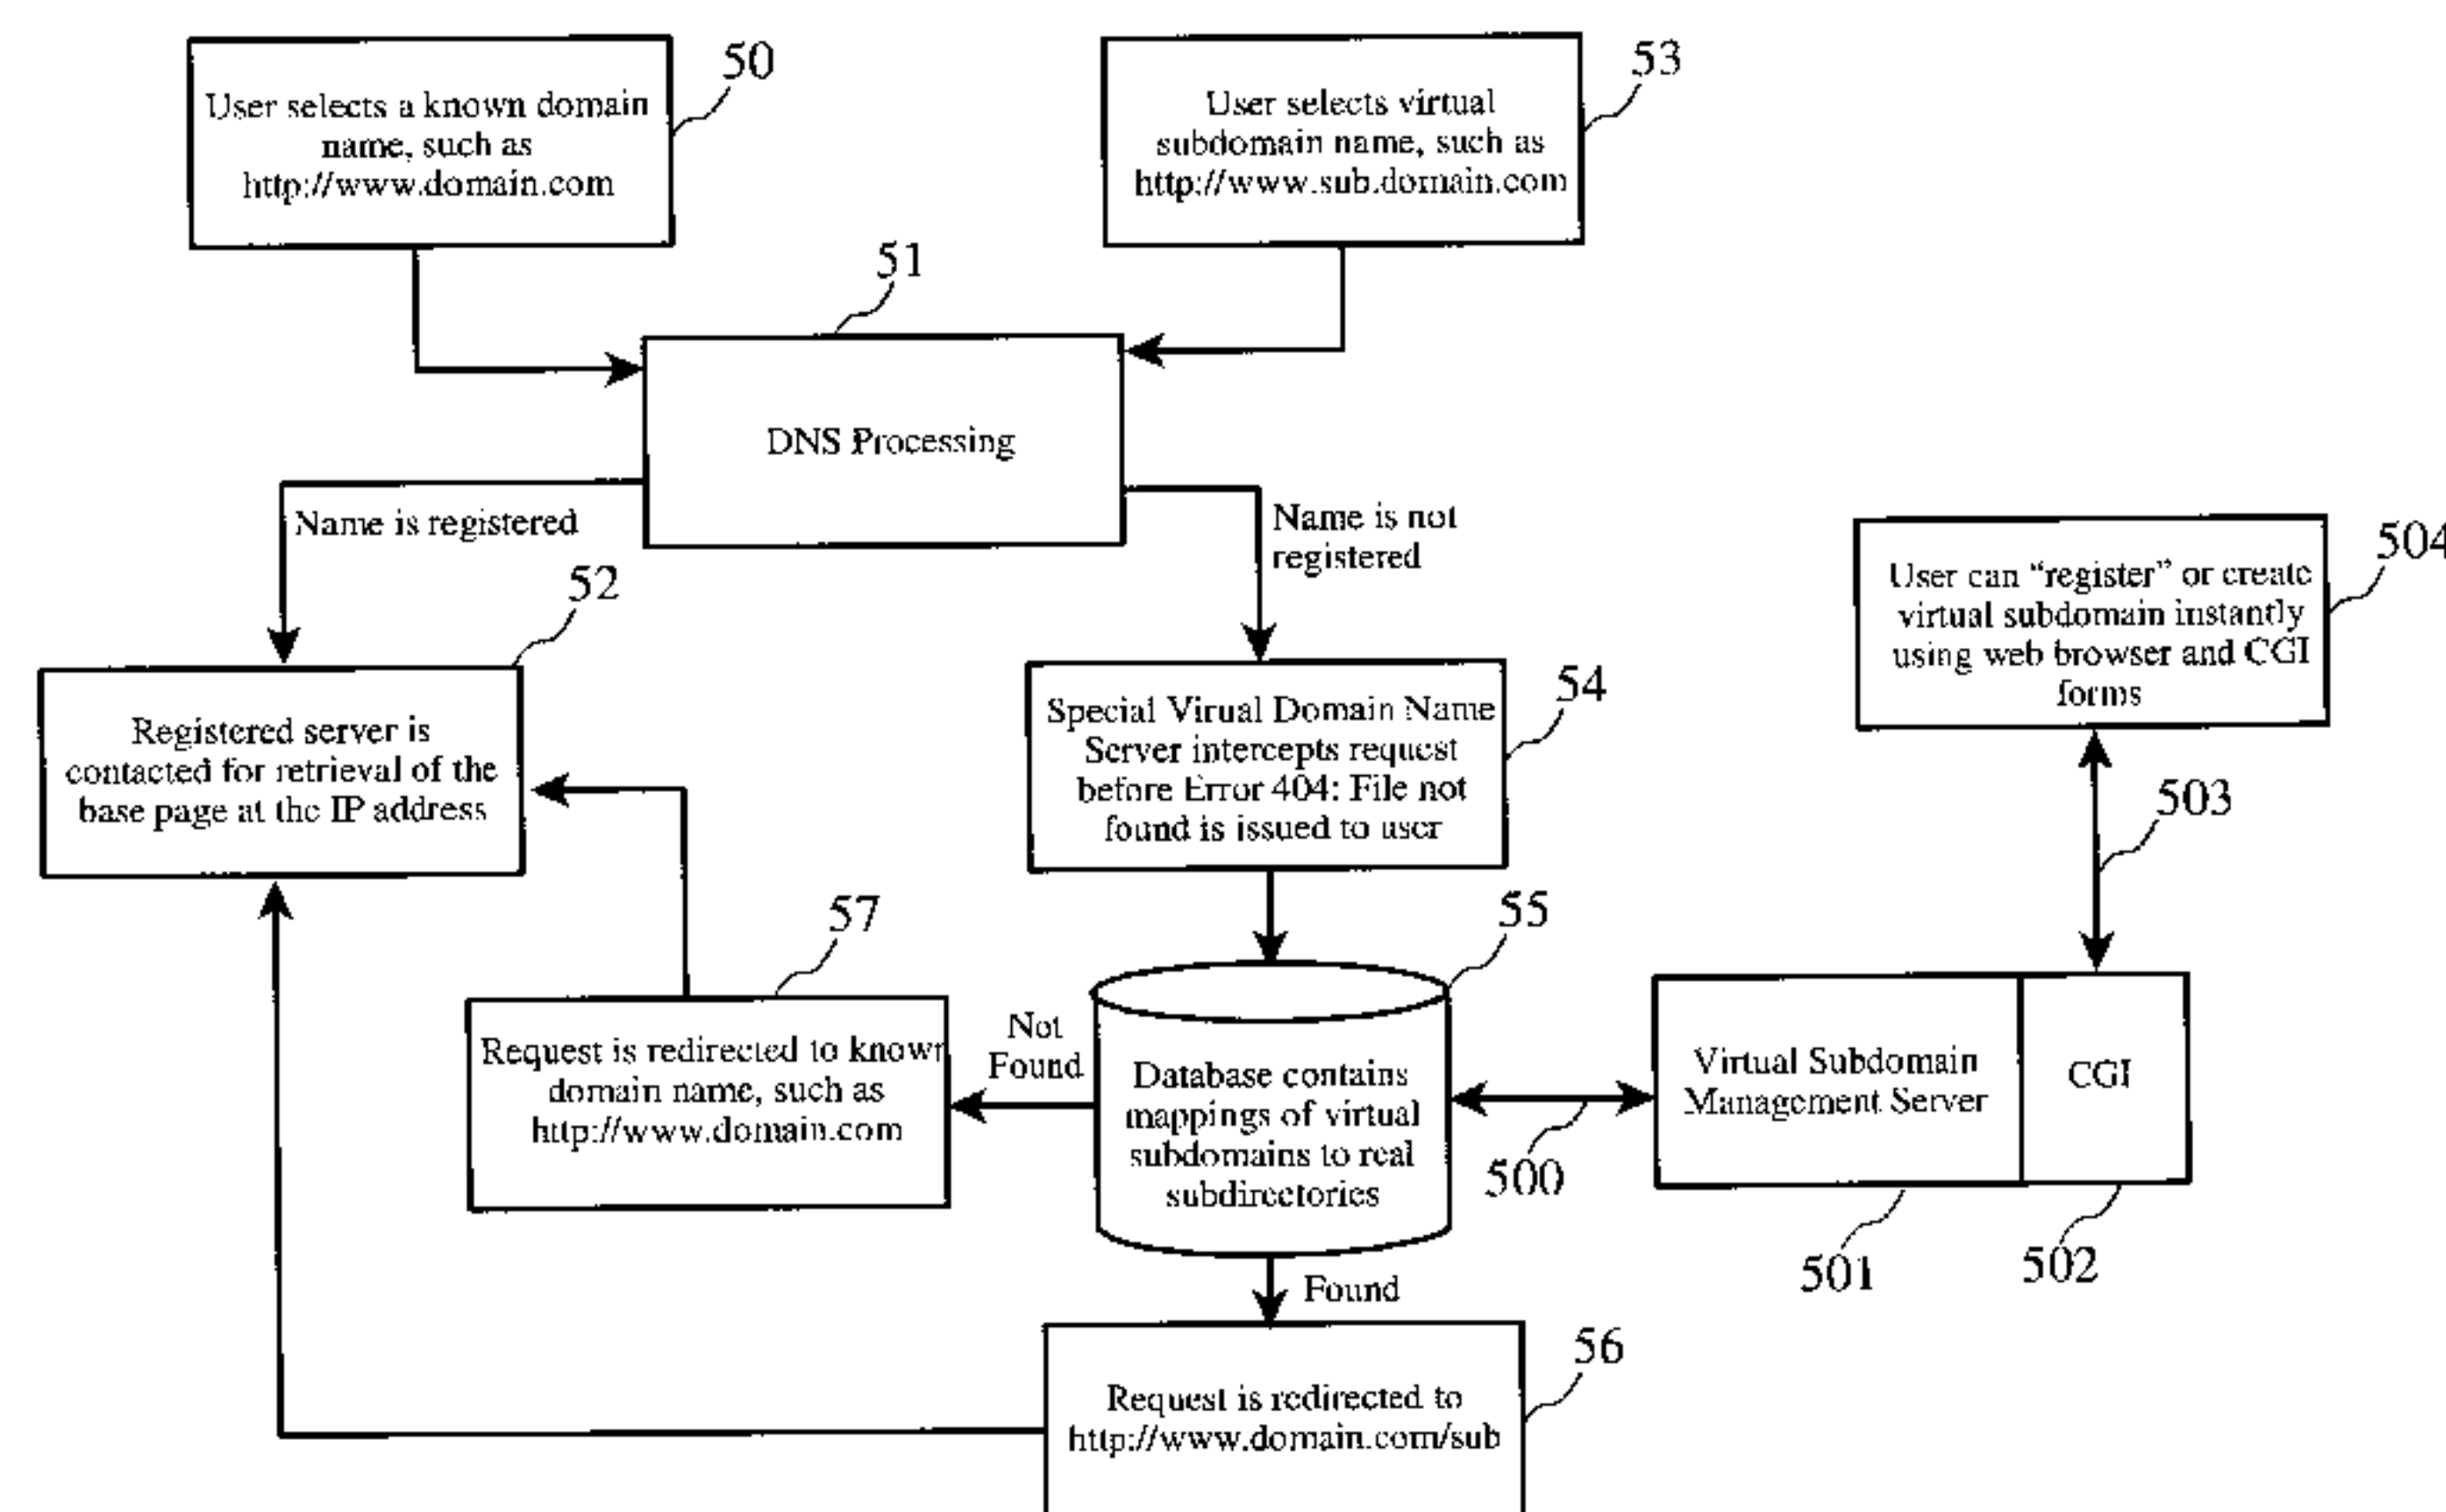 50
User selects a known domain
name, such as
http://www.domain.com
53
User selects virtual
subdomain name, such as
http://www.sub.domain.com
51
DNS Processing
Name is registered
Name is not
registered
52
Registered server is
contacted for retrieval of the
base page at the IP address
54
Special Virual Domain Name
Server intercepts request
before Error 404: File not
found is issued to user
504
User can “register” or create
virtual subdomain instantly
using web browser and CGI
forms
503
57
Request is redirected to known
domain name, such as
http://www.domain.com
Not
Found
55
Database contains
mappings of virtual
subdomains to real
subdirectories
500
Virtual Subdomain
Management Server
CGI
501
502
Found
56
Request is redirected to
http://www.domain.com/sub